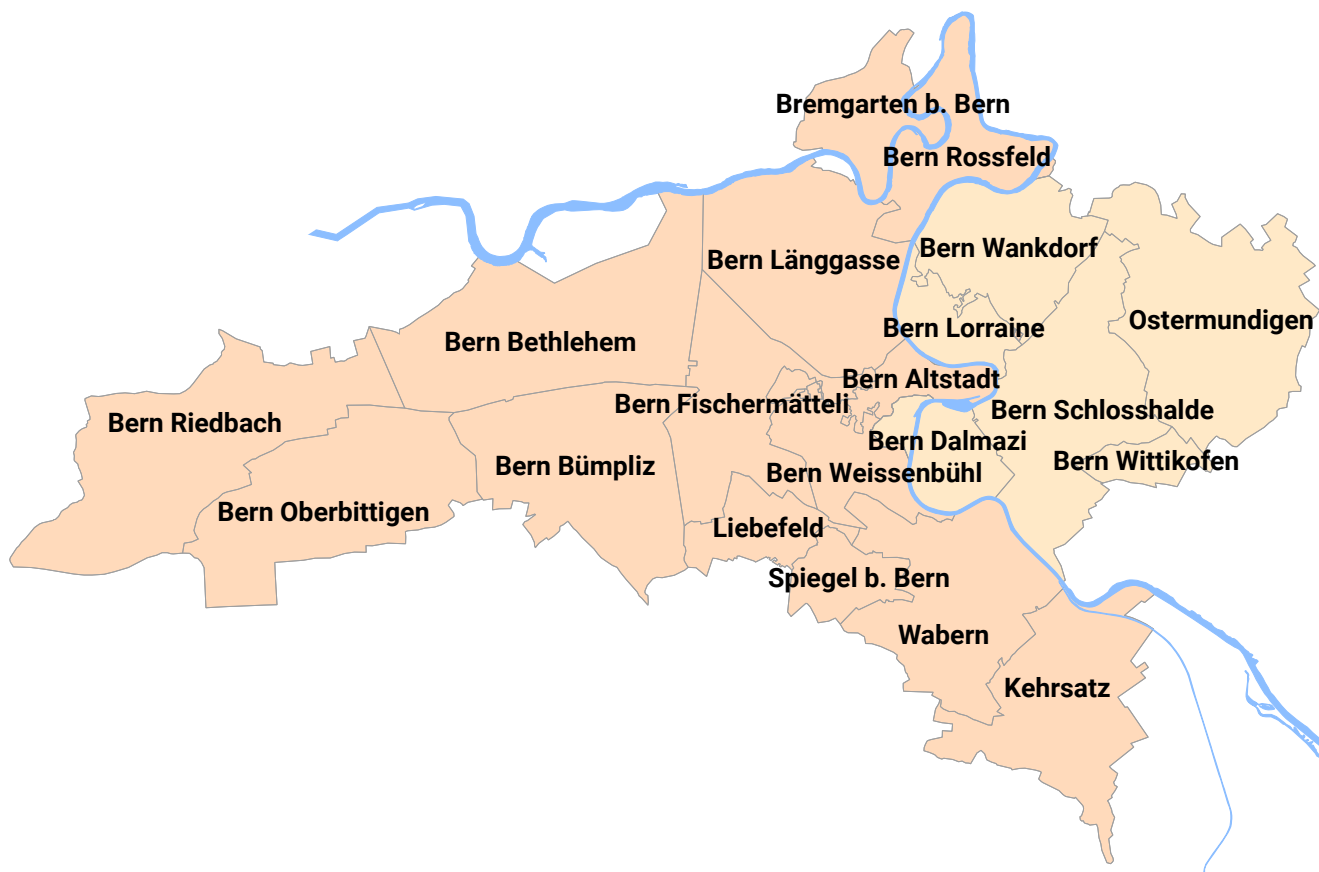 Bremgarten b. Bern
Bern Rossfeld
Bern Wankdorf
Bern Länggasse
Ostermundigen
Bern Lorraine
Bern Bethlehem
Bern Altstadt
Bern Fischermätteli
Bern Schlosshalde
Bern Riedbach
Bern Dalmazi
Bern Wittikofen
Bern Bümpliz
Bern Weissenbühl
Bern Oberbittigen
Liebefeld
Spiegel b. Bern
Wabern
Kehrsatz